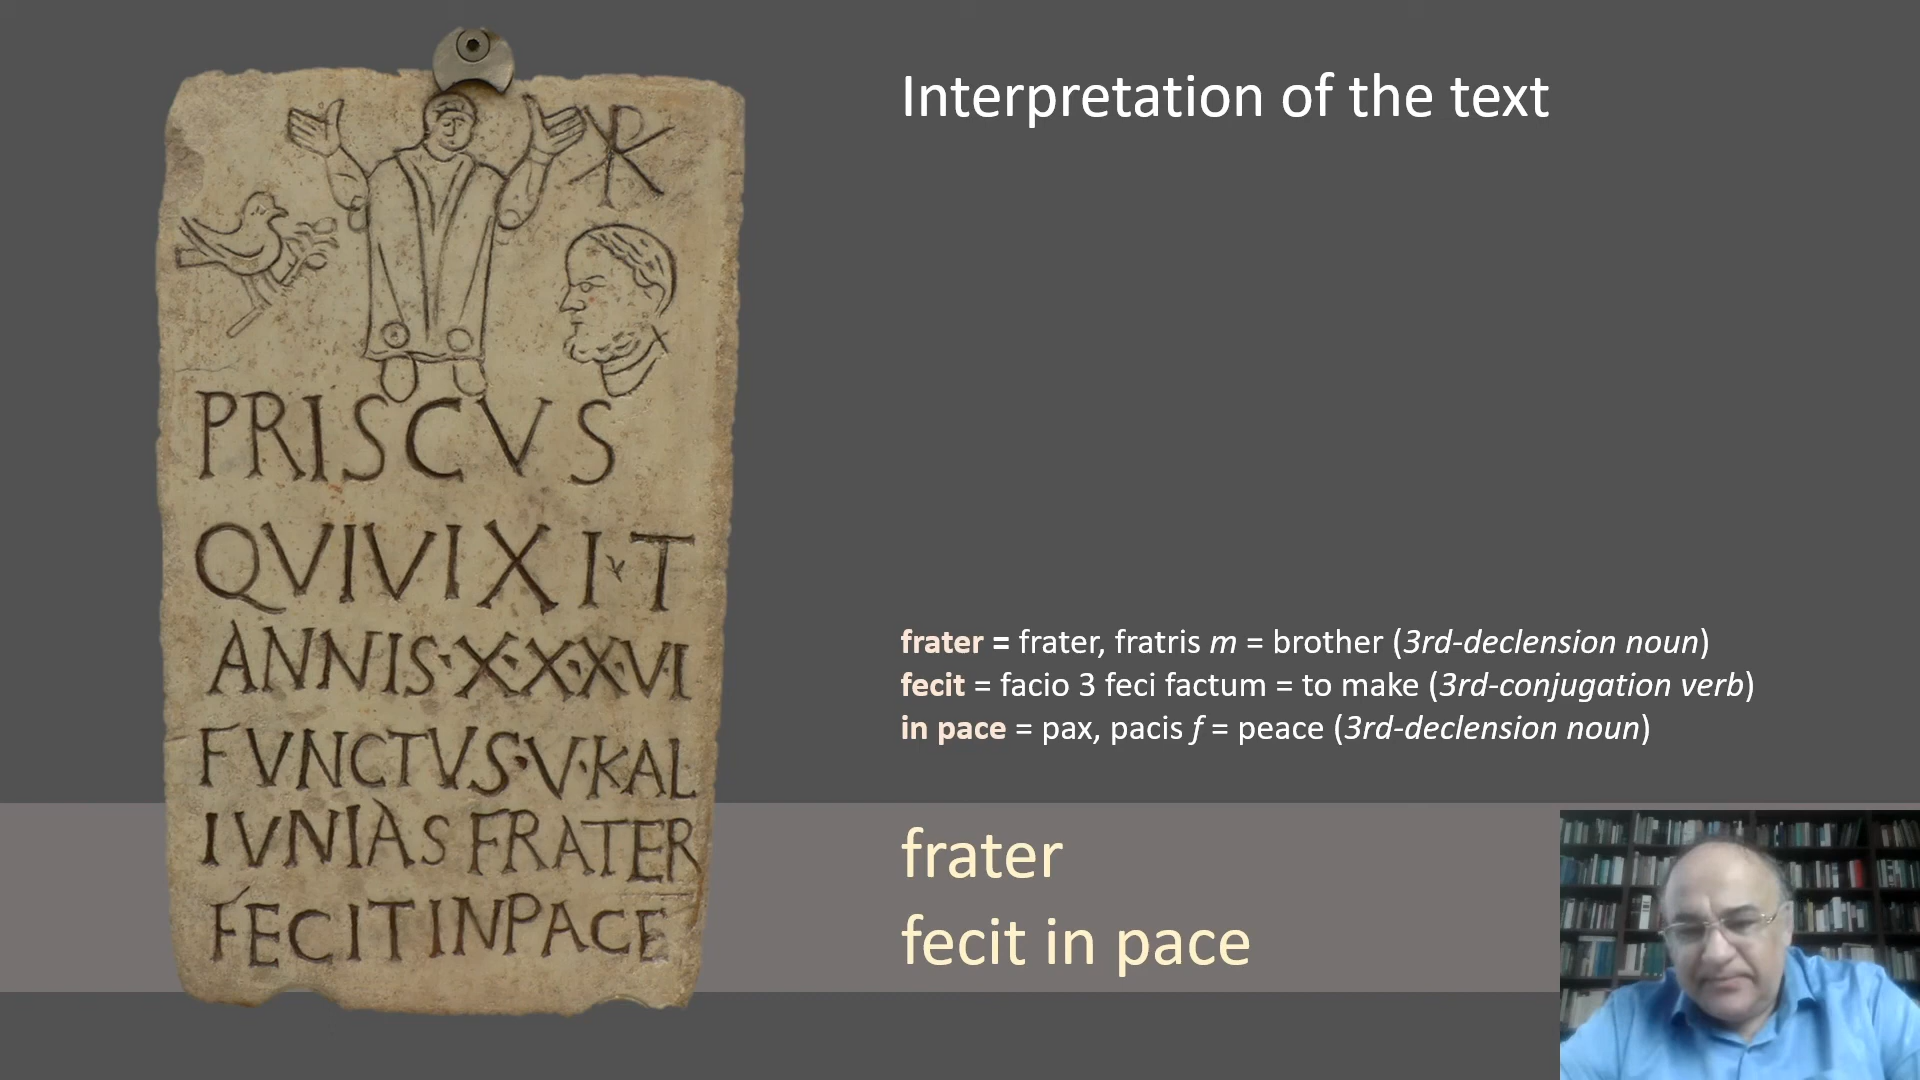 Interpretation of the text
PRISCVS
QVIVIXI·T
ANNIS·X·X·X·V·I
FVNCTVS·V·KAL
IVNIAS FRATER
FECITINPACE
frater = frater, fratris m = brother (3rd-declension noun)
fecit = facio 3 feci factum = to make (3rd-conjugation verb)
in pace = pax, pacis f = peace (3rd-declension noun)
frater
fecit in pace